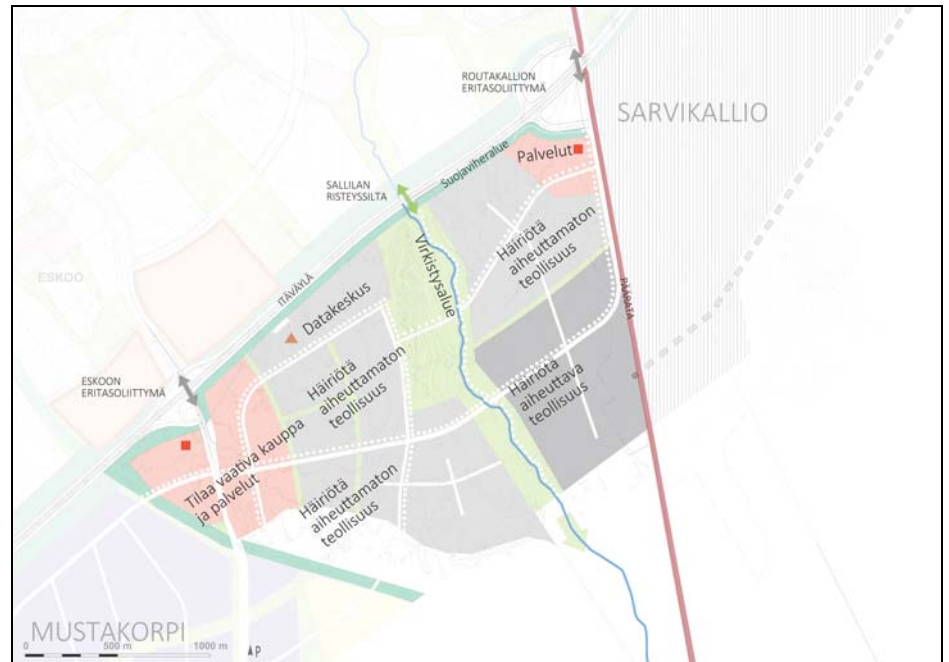 ROUTAKALLION
ERITASOLIITTYMÄ
SARVIKALLIO
Palvelut
Suojaviheralue
SALLILAN
RISTEYSSILTA
Virkistysalue
Häiriötä
aiheuttamaton
teollisuus
ESKOO
ITÄVÄYLÄ
Datakeskus
PÄÄRATA
ESKOON
ERITASOLIITTYMÄ
Häiriötä
aiheuttamaton
teollisuus
Häiriötä
aiheuttava
teollisuus
Tilaa vaativa kauppa
ja palvelut
Häiriötä
aiheuttamaton
teollisuus
MUSTAKORPI
0 500 m 1000 m
AP